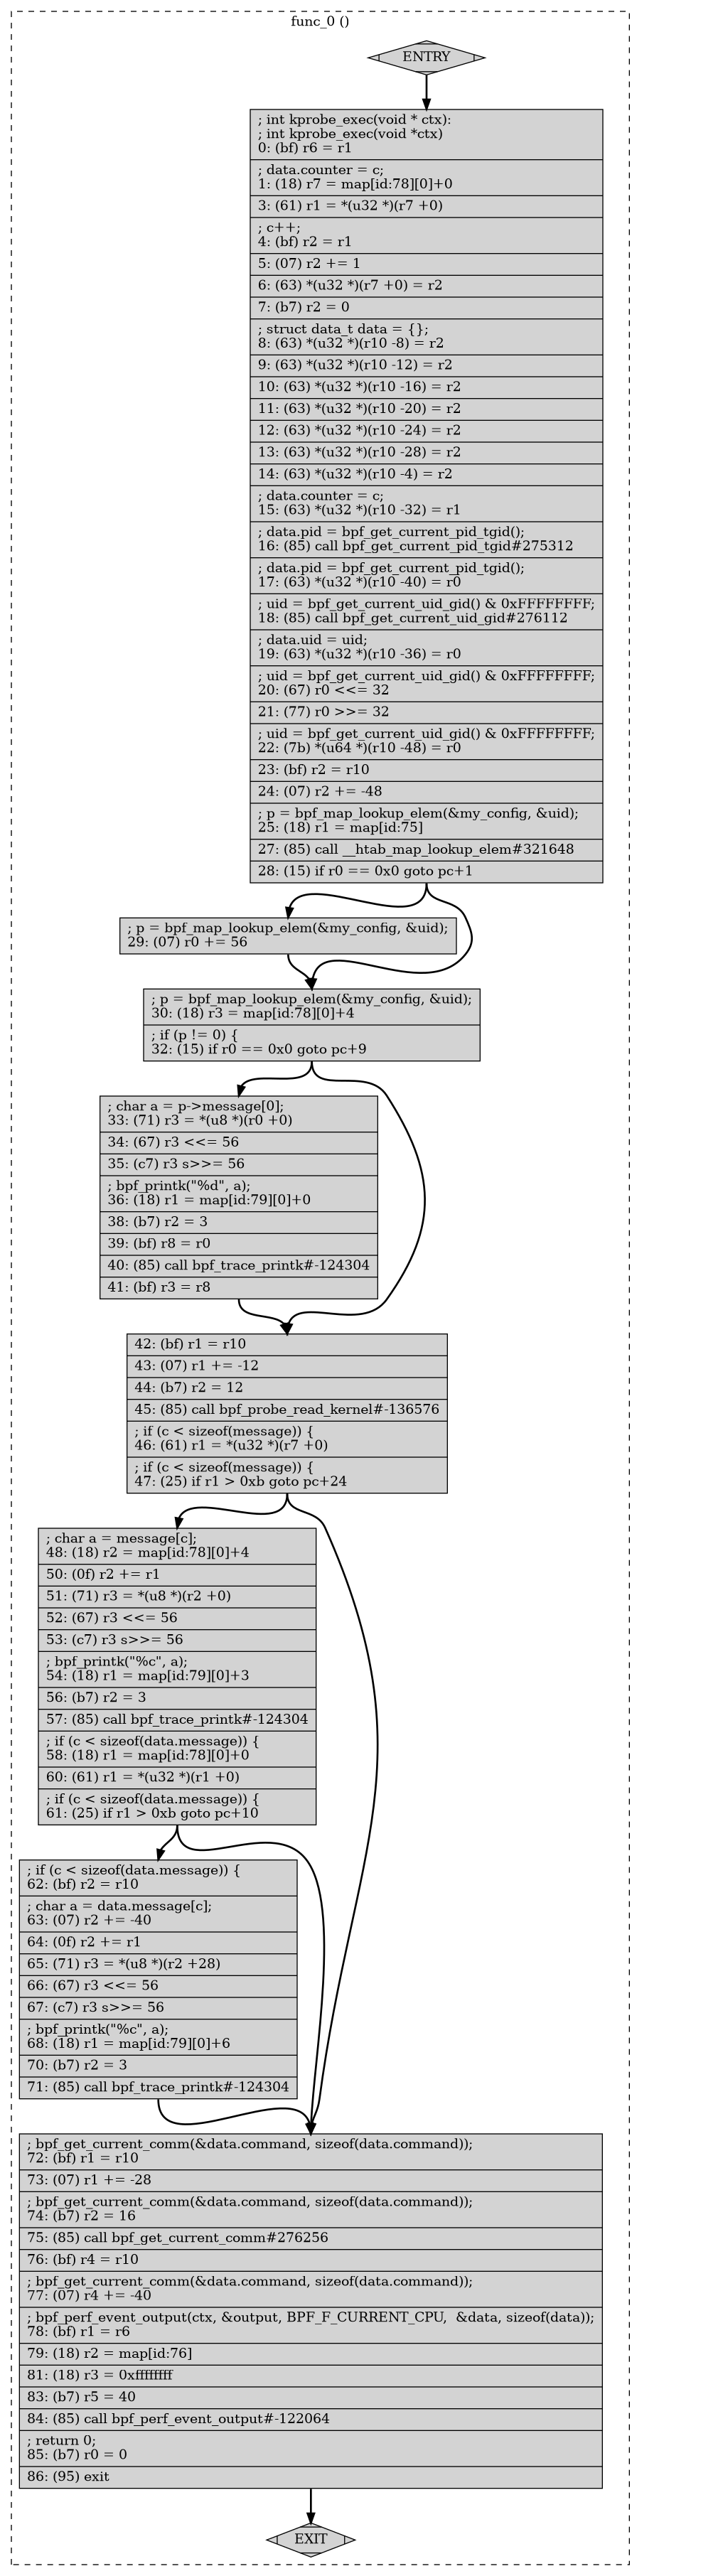 func_0 ()
ENTRY
; int kprobe_exec(void * ctx):
; int kprobe_exec(void *ctx)
0: (bf) r6 = r1
; data.counter = c;
1: (18) r7 = map[id:78][0]+0
3: (61) r1 = *(u32 *)(r7 +0)
; c++;
4: (bf) r2 = r1
5: (07) r2 += 1
6: (63) *(u32 *)(r7 +0) = r2
7: (b7) r2 = 0
; struct data_t data = {};
8: (63) *(u32 *)(r10 -8) = r2
9: (63) *(u32 *)(r10 -12) = r2
10: (63) *(u32 *)(r10 -16) = r2
11: (63) *(u32 *)(r10 -20) = r2
12: (63) *(u32 *)(r10 -24) = r2
13: (63) *(u32 *)(r10 -28) = r2
14: (63) *(u32 *)(r10 -4) = r2
; data.counter = c;
15: (63) *(u32 *)(r10 -32) = r1
; data.pid = bpf_get_current_pid_tgid();
16: (85) call bpf_get_current_pid_tgid#275312
; data.pid = bpf_get_current_pid_tgid();
17: (63) *(u32 *)(r10 -40) = r0
; uid = bpf_get_current_uid_gid() & 0xFFFFFFFF;
18: (85) call bpf_get_current_uid_gid#276112
; data.uid = uid;
19: (63) *(u32 *)(r10 -36) = r0
; uid = bpf_get_current_uid_gid() & 0xFFFFFFFF;
20: (67) r0 <<= 32
21: (77) r0 >>= 32
; uid = bpf_get_current_uid_gid() & 0xFFFFFFFF;
22: (7b) *(u64 *)(r10 -48) = r0
23: (bf) r2 = r10
24: (07) r2 += -48
; p = bpf_map_lookup_elem(&my_config, &uid);
25: (18) r1 = map[id:75]
27: (85) call __htab_map_lookup_elem#321648
28: (15) if r0 == 0x0 goto pc+1
; p = bpf_map_lookup_elem(&my_config, &uid);
29: (07) r0 += 56
; p = bpf_map_lookup_elem(&my_config, &uid);
30: (18) r3 = map[id:78][0]+4
; if (p != 0) {
32: (15) if r0 == 0x0 goto pc+9
; char a = p->message[0];
33: (71) r3 = *(u8 *)(r0 +0)
34: (67) r3 <<= 56
35: (c7) r3 s>>= 56
; bpf_printk("%d", a);
36: (18) r1 = map[id:79][0]+0
38: (b7) r2 = 3
39: (bf) r8 = r0
40: (85) call bpf_trace_printk#-124304
41: (bf) r3 = r8
42: (bf) r1 = r10
43: (07) r1 += -12
44: (b7) r2 = 12
45: (85) call bpf_probe_read_kernel#-136576
; if (c < sizeof(message)) {
46: (61) r1 = *(u32 *)(r7 +0)
; if (c < sizeof(message)) {
47: (25) if r1 > 0xb goto pc+24
; char a = message[c];
48: (18) r2 = map[id:78][0]+4
50: (0f) r2 += r1
51: (71) r3 = *(u8 *)(r2 +0)
52: (67) r3 <<= 56
53: (c7) r3 s>>= 56
; bpf_printk("%c", a);
54: (18) r1 = map[id:79][0]+3
56: (b7) r2 = 3
57: (85) call bpf_trace_printk#-124304
; if (c < sizeof(data.message)) {
58: (18) r1 = map[id:78][0]+0
60: (61) r1 = *(u32 *)(r1 +0)
; if (c < sizeof(data.message)) {
61: (25) if r1 > 0xb goto pc+10
; if (c < sizeof(data.message)) {
62: (bf) r2 = r10
; char a = data.message[c];
63: (07) r2 += -40
64: (0f) r2 += r1
65: (71) r3 = *(u8 *)(r2 +28)
66: (67) r3 <<= 56
67: (c7) r3 s>>= 56
; bpf_printk("%c", a);
68: (18) r1 = map[id:79][0]+6
70: (b7) r2 = 3
71: (85) call bpf_trace_printk#-124304
; bpf_get_current_comm(&data.command, sizeof(data.command));
72: (bf) r1 = r10
73: (07) r1 += -28
; bpf_get_current_comm(&data.command, sizeof(data.command));
74: (b7) r2 = 16
75: (85) call bpf_get_current_comm#276256
76: (bf) r4 = r10
; bpf_get_current_comm(&data.command, sizeof(data.command));
77: (07) r4 += -40
; bpf_perf_event_output(ctx, &output, BPF_F_CURRENT_CPU,  &data, sizeof(data));
78: (bf) r1 = r6
79: (18) r2 = map[id:76]
81: (18) r3 = 0xffffffff
83: (b7) r5 = 40
84: (85) call bpf_perf_event_output#-122064
; return 0;
85: (b7) r0 = 0
86: (95) exit
EXIT